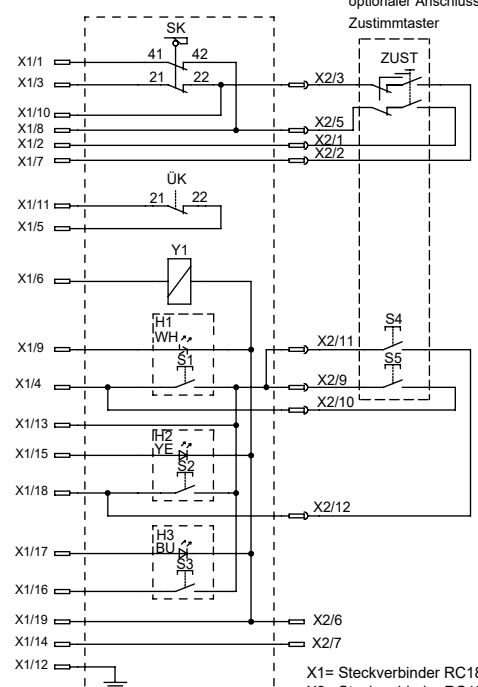 optionaler Anschluss
Zustimmtaster
SK
ZUST
X1/1 41 42
X1/3 21 22 X2/3
X1/10
X1/8 X2/5
X1/2 X2/1
X1/7 X2/2
ÜK
X1/11 21 22
X1/5
Y1
X1/6
H1
WH
S4
X1/9 X2/11
S1 S5
X1/4 X2/9
X2/10
X1/13
H2
YE
X1/15
S2
X1/18
X2/12
H3
BU
X1/17
S3
X1/16
X1/19 X2/6
X1/14 X2/7
X1/12
X1= Steckverbinder RC18